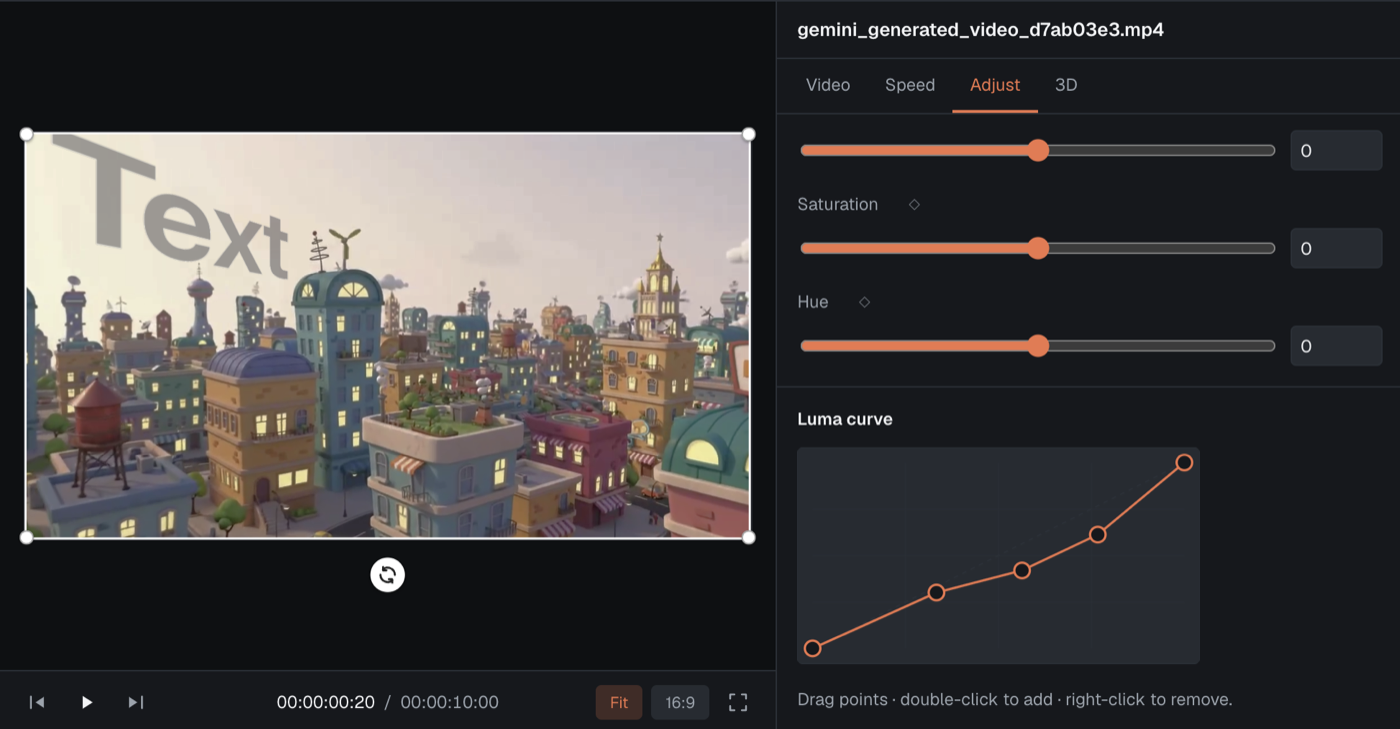 gemini_generated_video_d7ab03e3.mp4
Video Speed Adjust 3D
0
Saturation
0
Hue
0
Luma curve
Drag points · double-click to add · right-click to remove.
Text
00:00:00:20 / 00:00:10:00 Fit 16:9